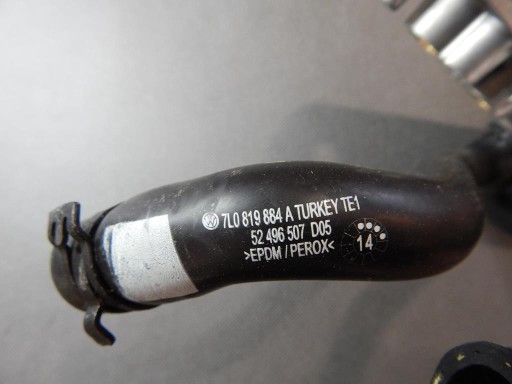 7L0 819 884 A TURKEY TE1
52 496 507 D05
>EPDM / PEROX<
14